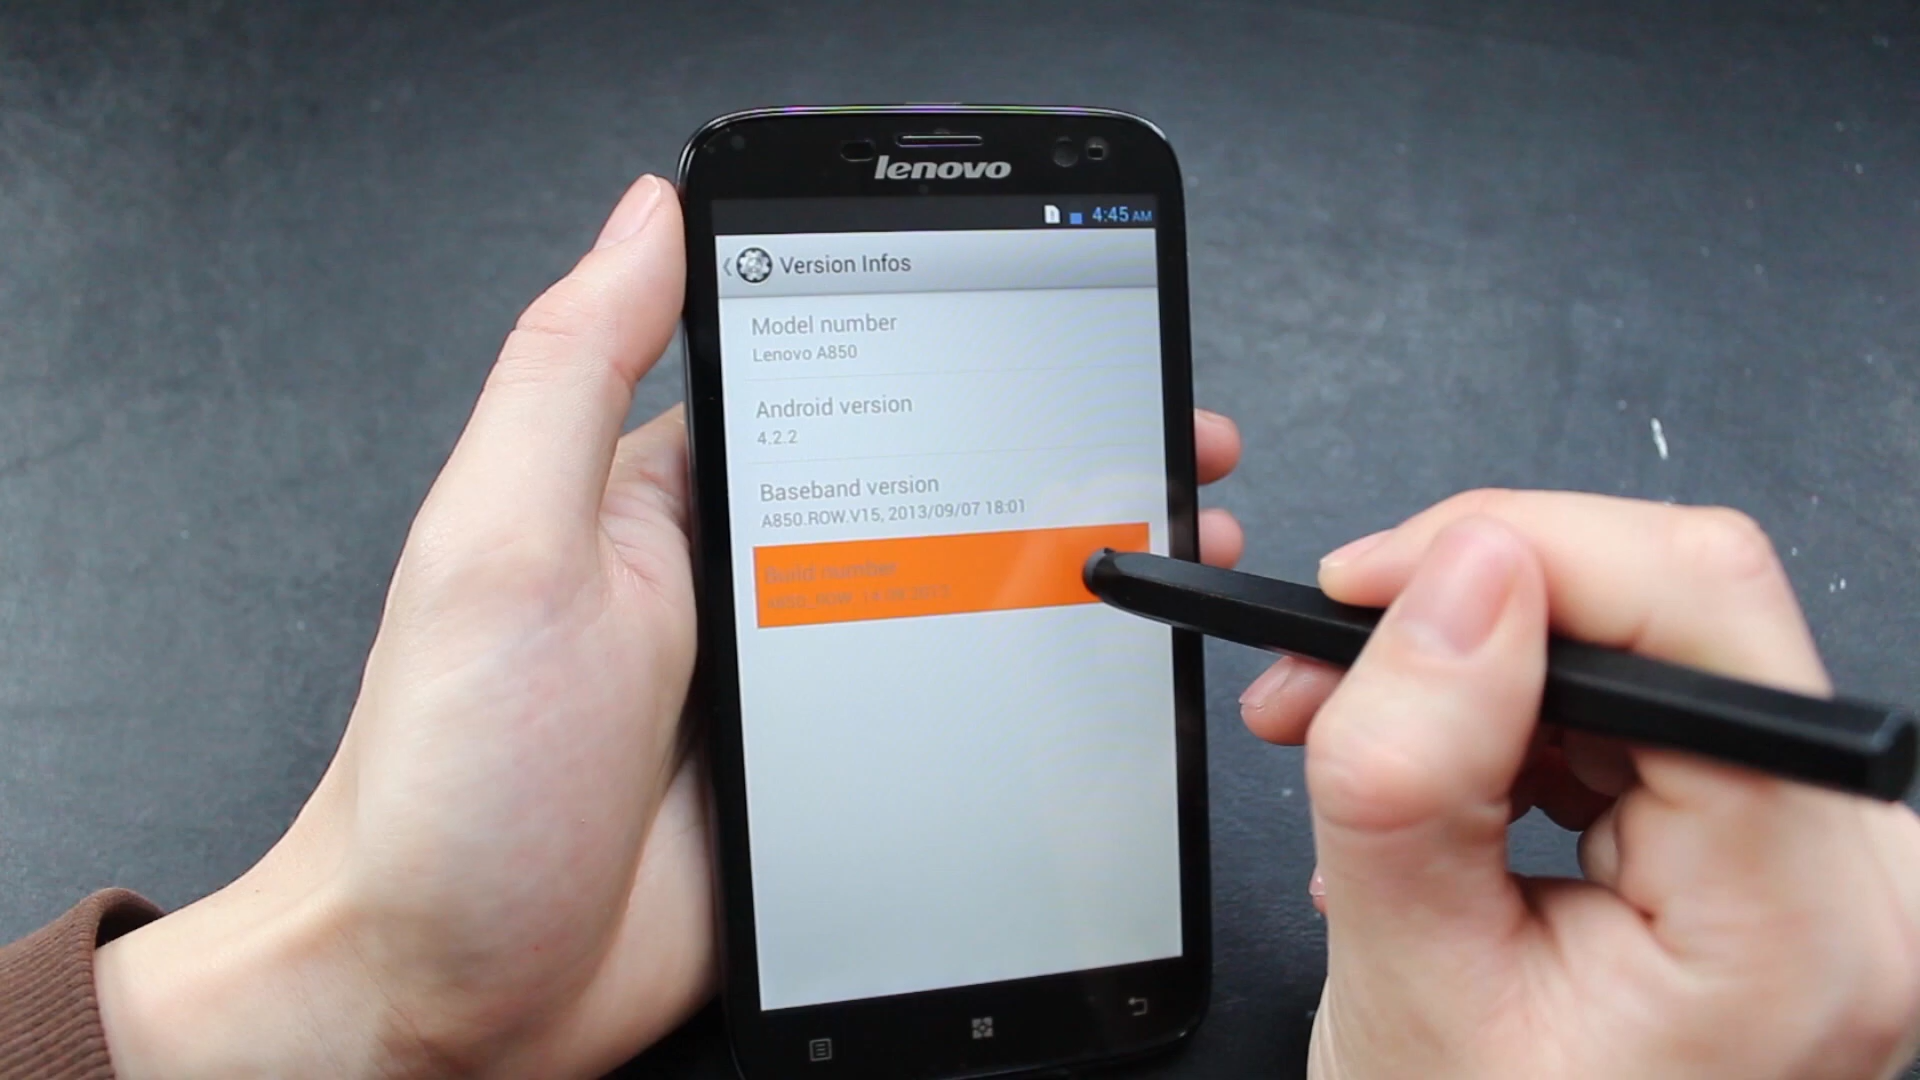 lenovo
4:45 AM
Version Infos
Model number
Lenovo A850
Android version
4.2.2
Baseband version
A850.ROW.V15, 2013/09/07 18:01
Build number
A850_ROW